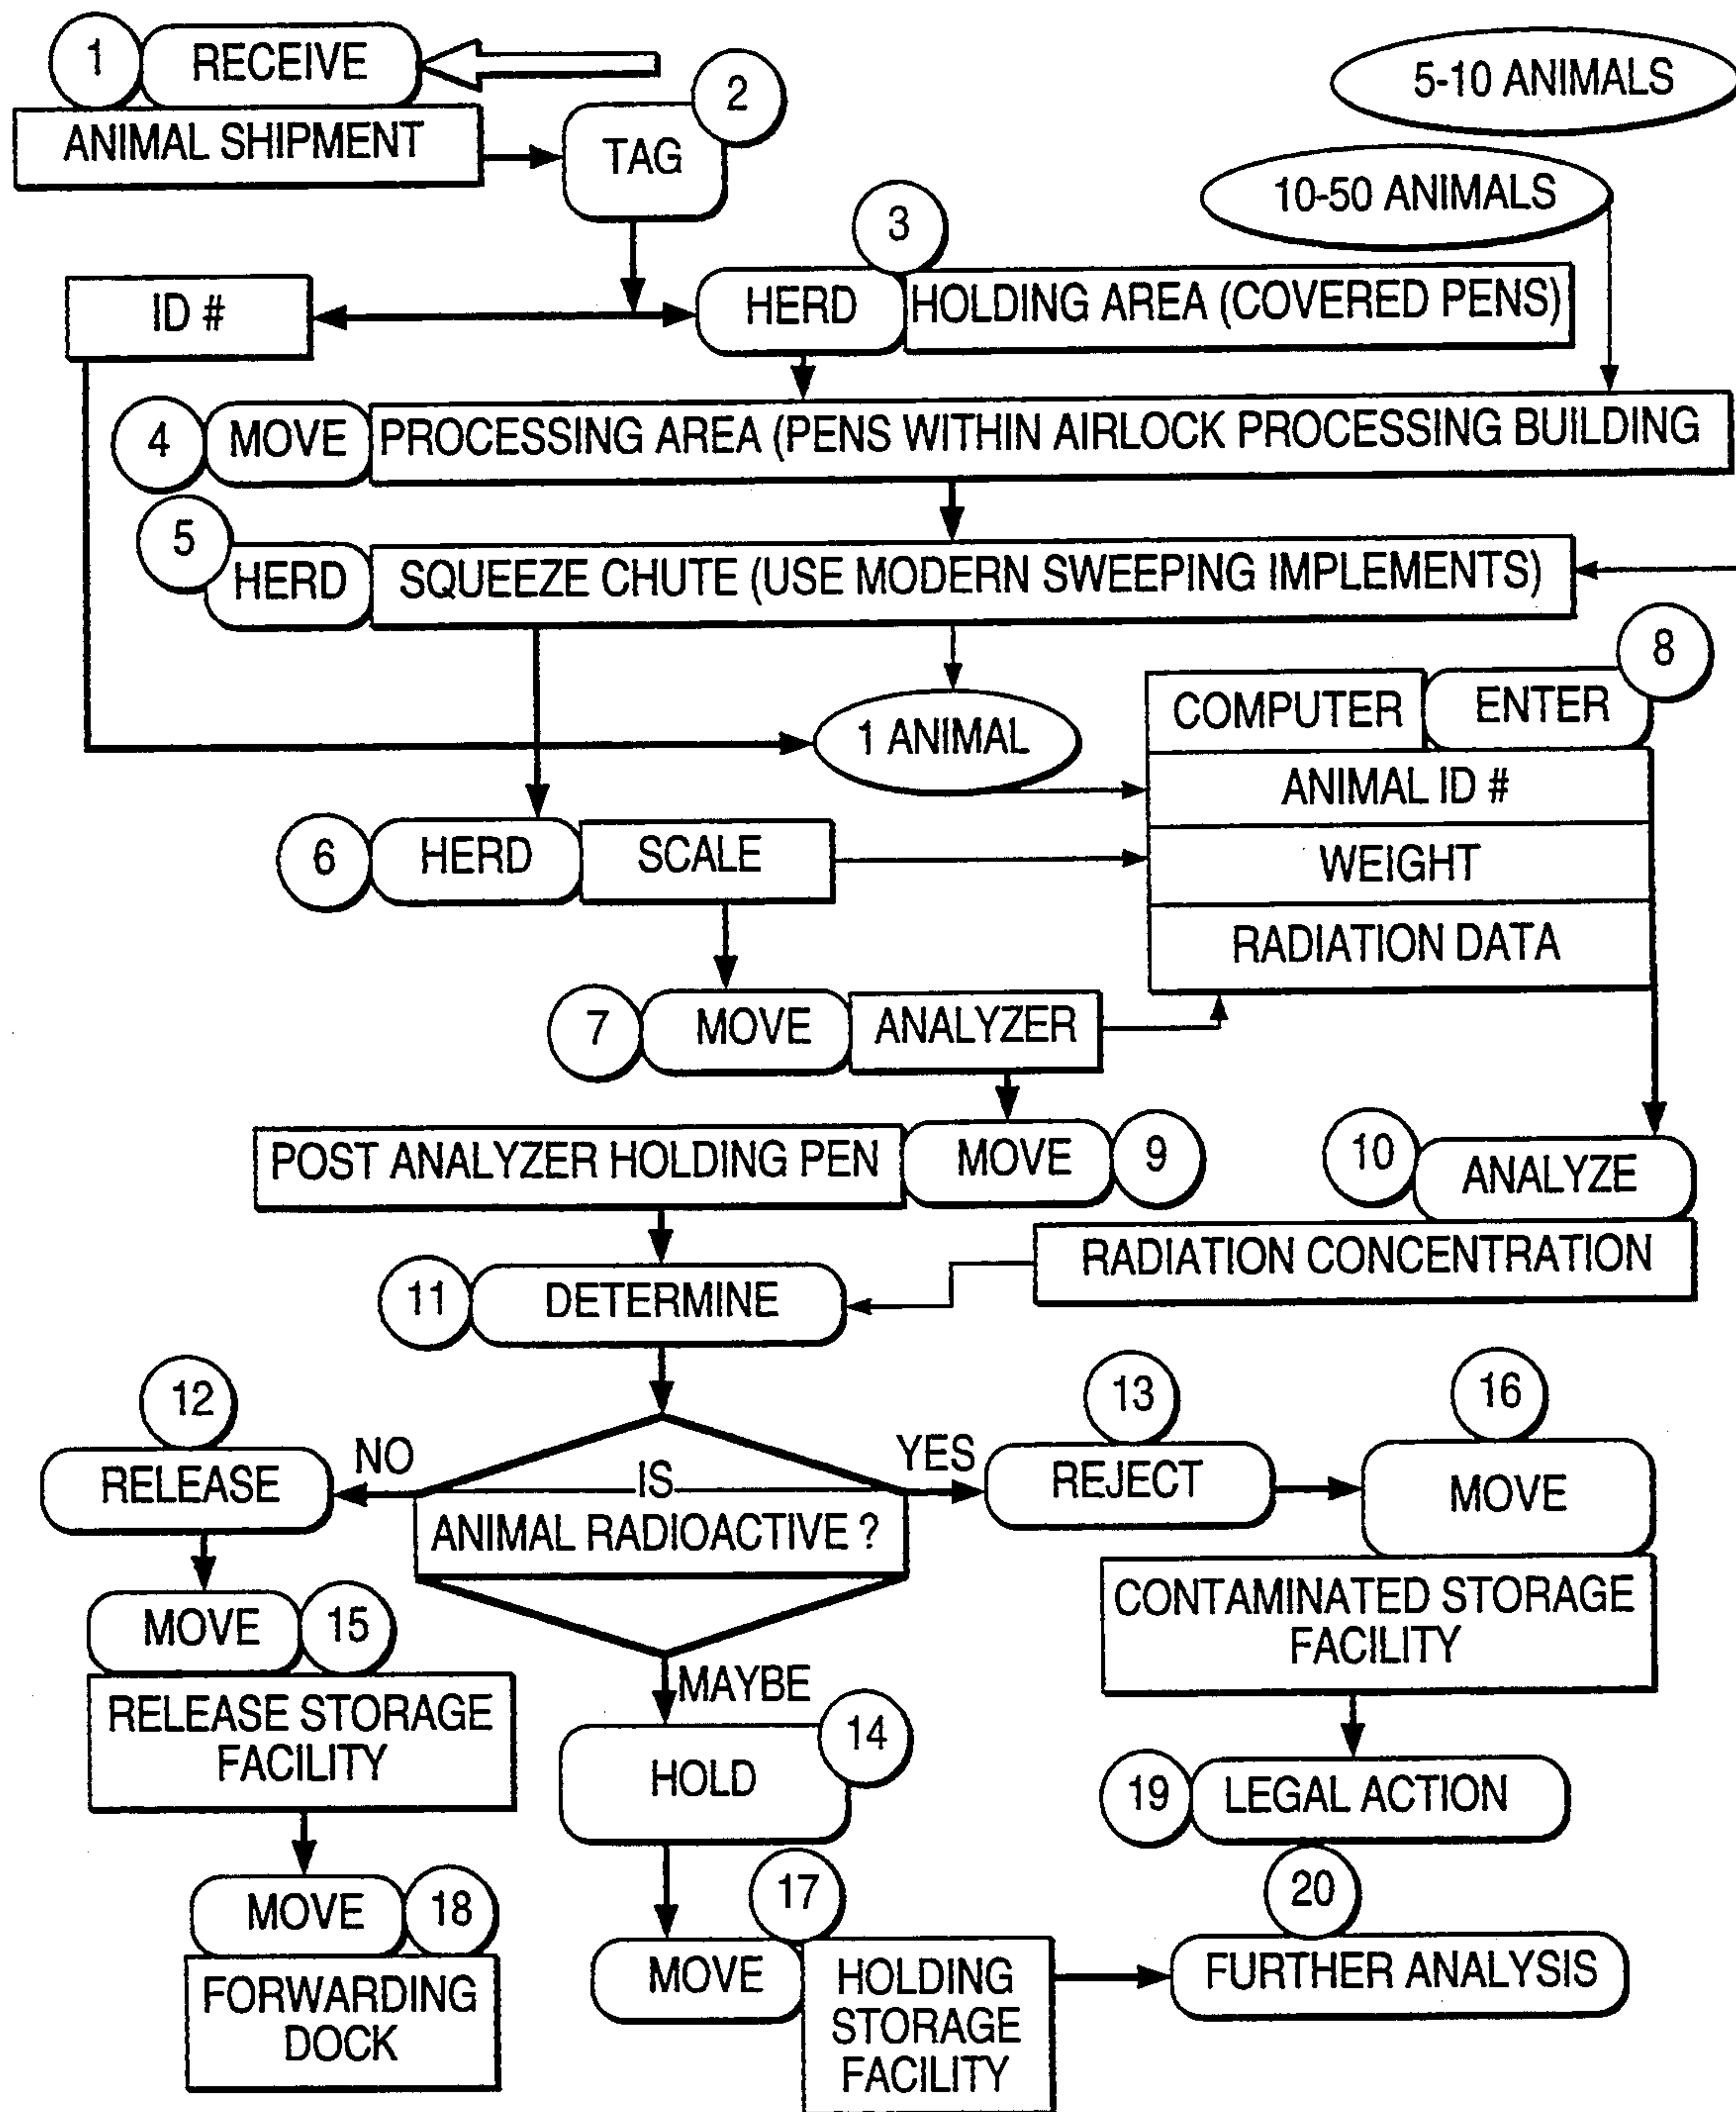 1
RECEIVE
ANIMAL SHIPMENT
2
TAG
5-10 ANIMALS
10-50 ANIMALS
3
ID #
HERD
HOLDING AREA (COVERED PENS)
4
MOVE
PROCESSING AREA (PENS WITHIN AIRLOCK PROCESSING BUILDING
5
HERD
SQUEEZE CHUTE (USE MODERN SWEEPING IMPLEMENTS)
8
COMPUTER
ENTER
1 ANIMAL
ANIMAL ID #
6
HERD
SCALE
WEIGHT
RADIATION DATA
7
MOVE
ANALYZER
POST ANALYZER HOLDING PEN
MOVE
9
10
ANALYZE
RADIATION CONCENTRATION
11
DETERMINE
12
RELEASE
NO
IS
ANIMAL RADIOACTIVE ?
YES
13
REJECT
16
MOVE
CONTAMINATED STORAGE
FACILITY
MOVE
15
RELEASE STORAGE
FACILITY
MAYBE
14
HOLD
19
LEGAL ACTION
MOVE
18
FORWARDING
DOCK
17
MOVE
HOLDING
STORAGE
FACILITY
20
FURTHER ANALYSIS